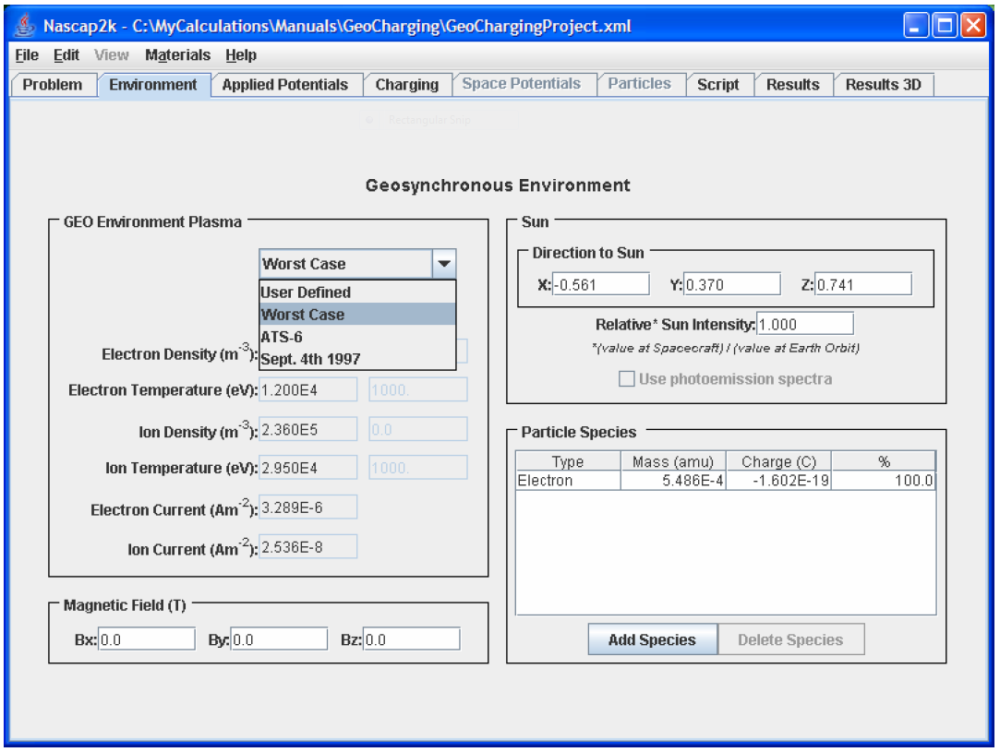 Nascap2k - C:\MyCalculations\Manuals\GeoCharging\GeoChargingProject.xml
File Edit View Materials Help
Problem Environment Applied Potentials Charging Space Potentials Particles Script Results Results 3D
Rectangular Snip
Geosynchronous Environment
GEO Environment Plasma
Worst Case
User Defined
Worst Case
ATS-6
Sept. 4th 1997
Electron Density (m⁻³):
Electron Temperature (eV): 1.200E4 1000.
Ion Density (m⁻³): 2.360E5 0.0
Ion Temperature (eV): 2.950E4 1000.
Electron Current (Am⁻²): 3.289E-6
Ion Current (Am⁻²): 2.536E-8
Magnetic Field (T)
Bx: 0.0 By: 0.0 Bz: 0.0
Sun
Direction to Sun
X: -0.561 Y: 0.370 Z: 0.741
Relative* Sun Intensity: 1.000
*(value at Spacecraft) / (value at Earth Orbit)
Use photoemission spectra
Particle Species
Type Mass (amu) Charge (C) %
Electron 5.486E-4 -1.602E-19 100.0
Add Species Delete Species